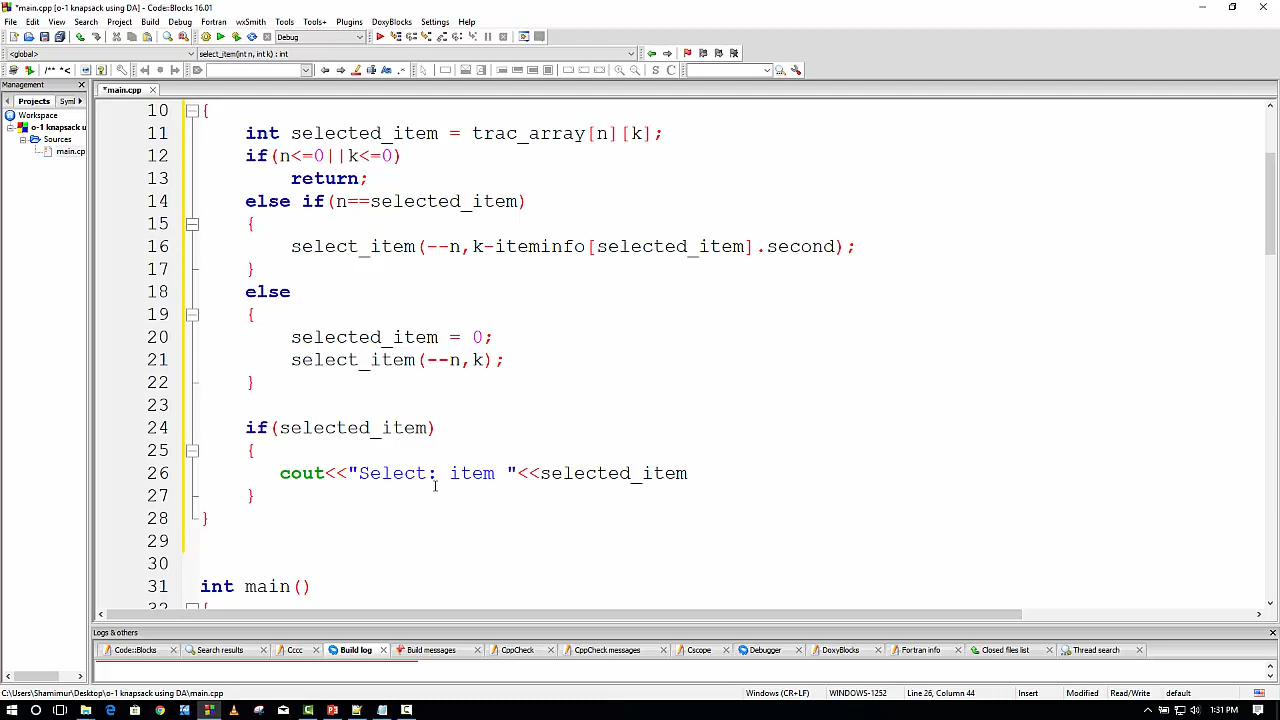 *main.cpp [o-1 knapsack using DA] - Code::Blocks 16.01
File Edit View Search Project Build Debug Fortran wxSmith Tools Tools+ Plugins DoxyBlocks Settings Help
Debug
<global> select_item(int n, int k) : int
/** *<
S C
Management
*main.cpp
Projects Syml
Workspace
o-1 knapsack u
Sources
main.cp
10 {
11 int selected_item = trac_array[n][k];
12 if(n<=0||k<=0)
13 return;
14 else if(n==selected_item)
15 {
16 select_item(--n,k-iteminfo[selected_item].second);
17 }
18 else
19 {
20 selected_item = 0;
21 select_item(--n,k);
22 }
23
24 if(selected_item)
25 {
26 cout<<"Select: item "<<selected_item
27 }
28 }
29
30
31 int main()
32 {
Logs & others
Code::Blocks Search results Cccc Build log Build messages CppCheck CppCheck messages Cscope Debugger DoxyBlocks Fortran info Closed files list Thread search
C:\Users\Shamimur\Desktop\o-1 knapsack using DA\main.cpp Windows (CR+LF) WINDOWS-1252 Line 26, Column 44 Insert Modified Read/Write default
1:31 PM